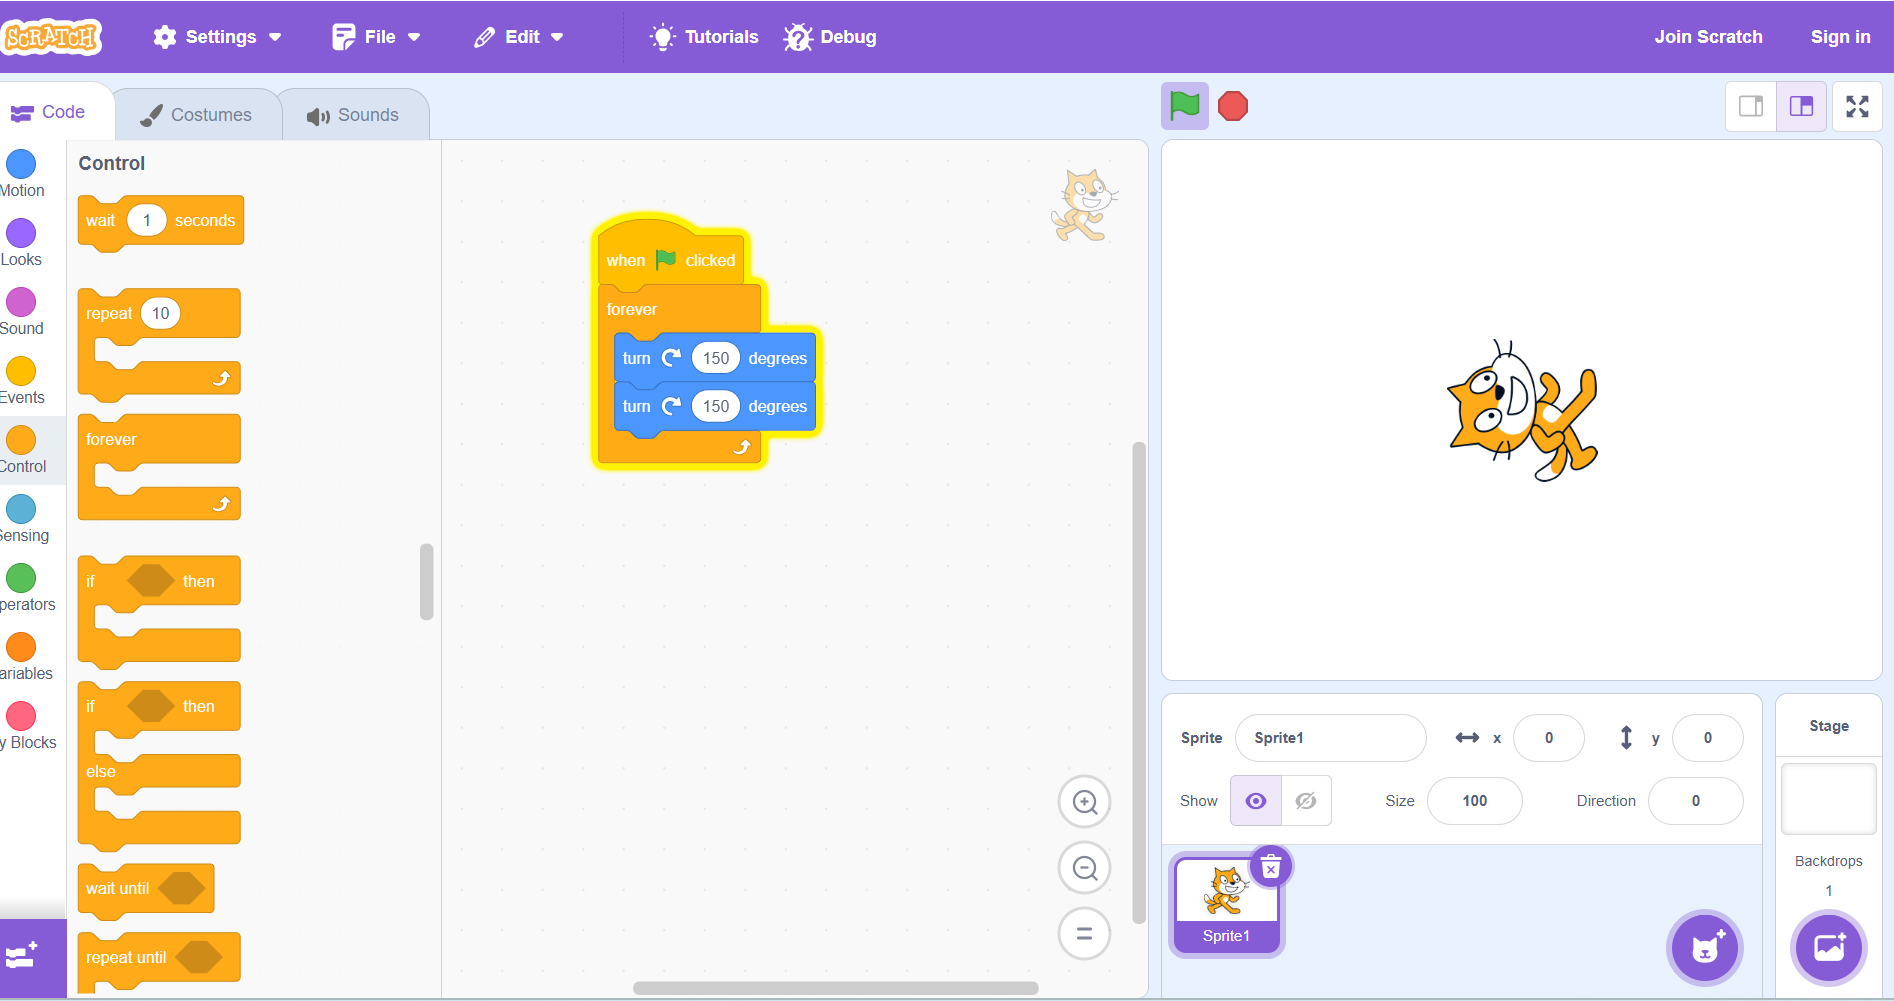 SCRATCH
Settings
File
Edit
Tutorials
Debug
Join Scratch
Sign in
Code
Costumes
Sounds
Motion
Looks
Sound
Events
Control
Sensing
perators
ariables
y Blocks
Control
wait 1 seconds
repeat 10
forever
if then
if then
else
wait until
repeat until
when clicked
forever
turn 150 degrees
turn 150 degrees
Sprite Sprite1 x 0 y 0
Show Size 100 Direction 0
Sprite1
Stage
Backdrops
1